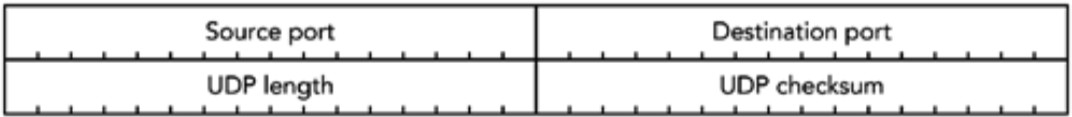 Source port Destination port
UDP length UDP checksum